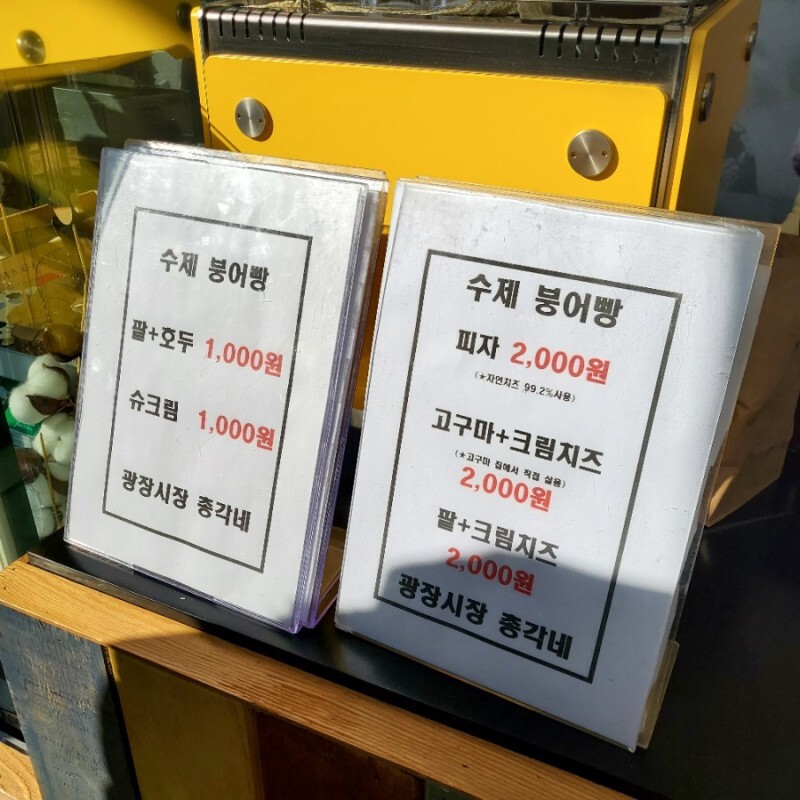 수제 붕어빵
팥+호두 1,000원
슈크림 1,000원
광장시장 총각네
수제 붕어빵
피자 2,000원
(★자연치즈 99.2%사용)
고구마+크림치즈
(★고구마 집에서 직접 삶음)
2,000원
팥+크림치즈
2,000원
광장시장 총각네